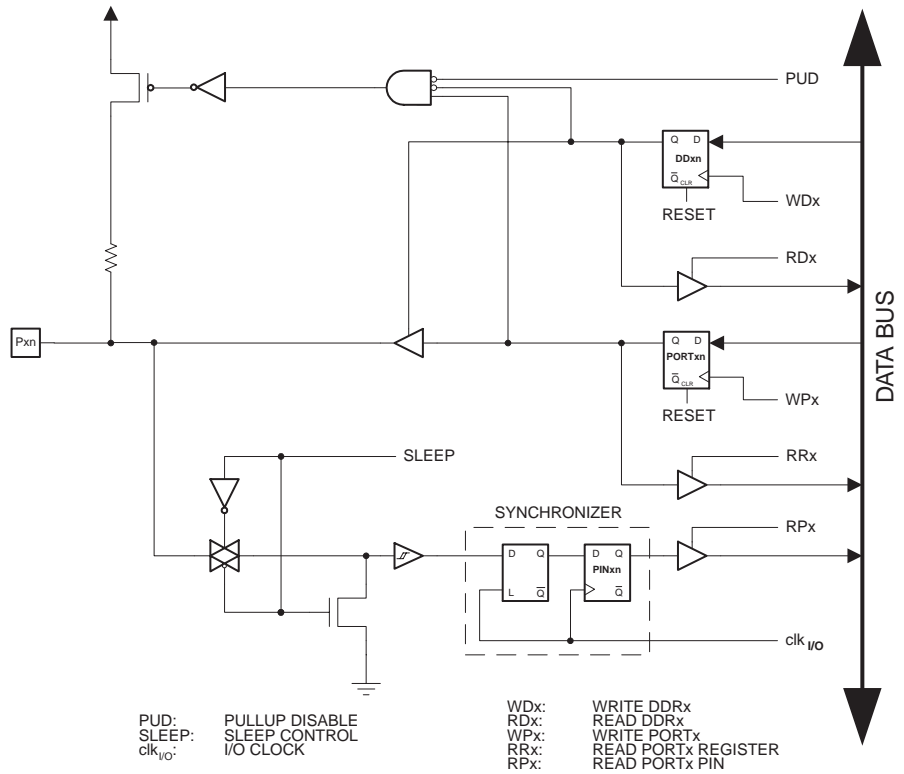 PUD
Q D
DDxn
Q CLR
WDx
RESET
RDx
Pxn
Q D
PORTxn
Q CLR
WPx
RESET
DATA BUS
SLEEP
RRx
SYNCHRONIZER
RPx
D Q
L Q
D Q
PINxn
Q
clk I/O
PUD: PULLUP DISABLE
SLEEP: SLEEP CONTROL
clkI/O: I/O CLOCK
WDx: WRITE DDRx
RDx: READ DDRx
WPx: WRITE PORTx
RRx: READ PORTx REGISTER
RPx: READ PORTx PIN